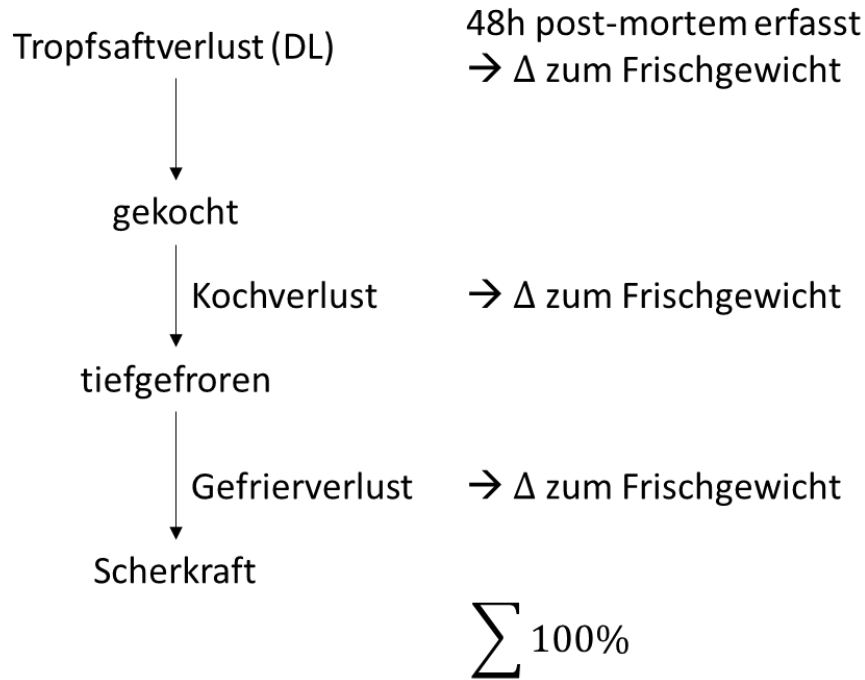 Tropfsaftverlust (DL)
48h post-mortem erfasst
→ Δ zum Frischgewicht
gekocht
Kochverlust
→ Δ zum Frischgewicht
tiefgefroren
Gefrierverlust
→ Δ zum Frischgewicht
Scherkraft
∑ 100%